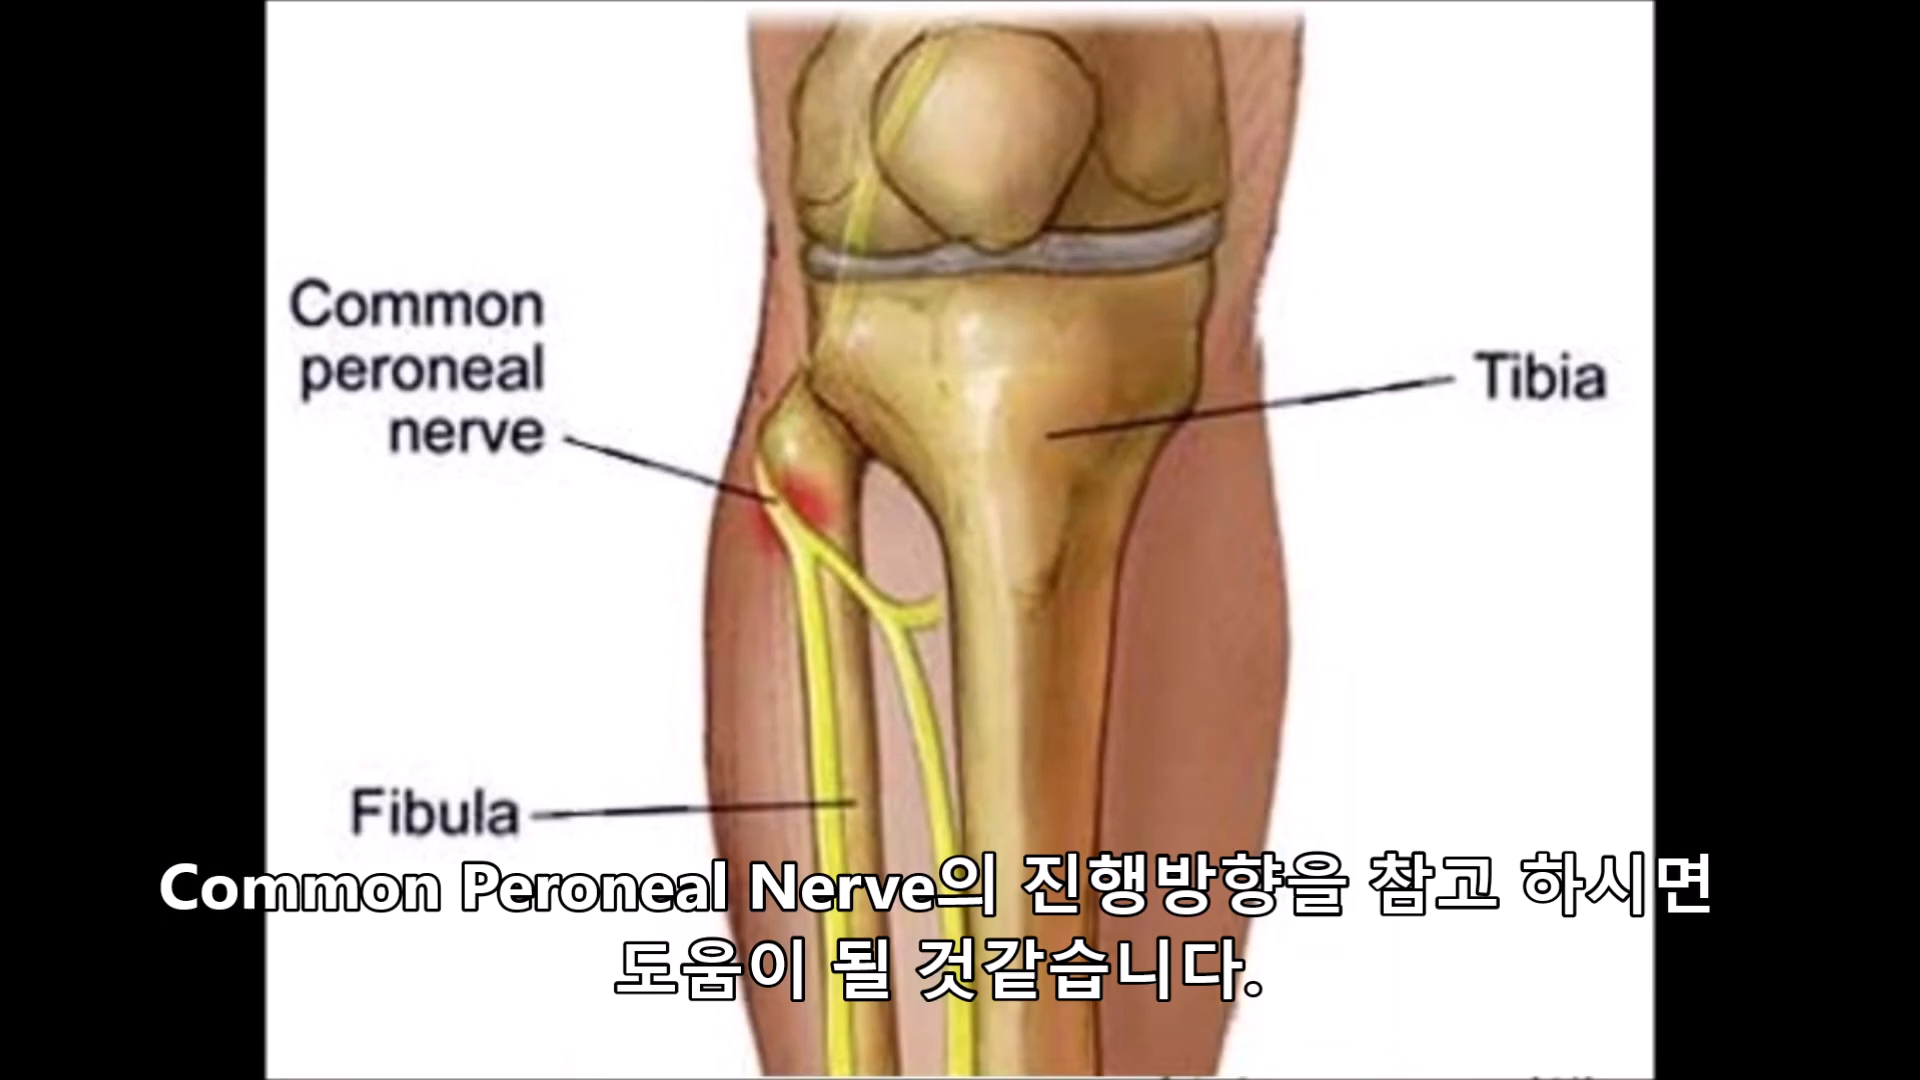 Common
peroneal
nerve
Tibia
Fibula
Common Peroneal Nerve의 진행방향을 참고 하시면
도움이 될 것같습니다.